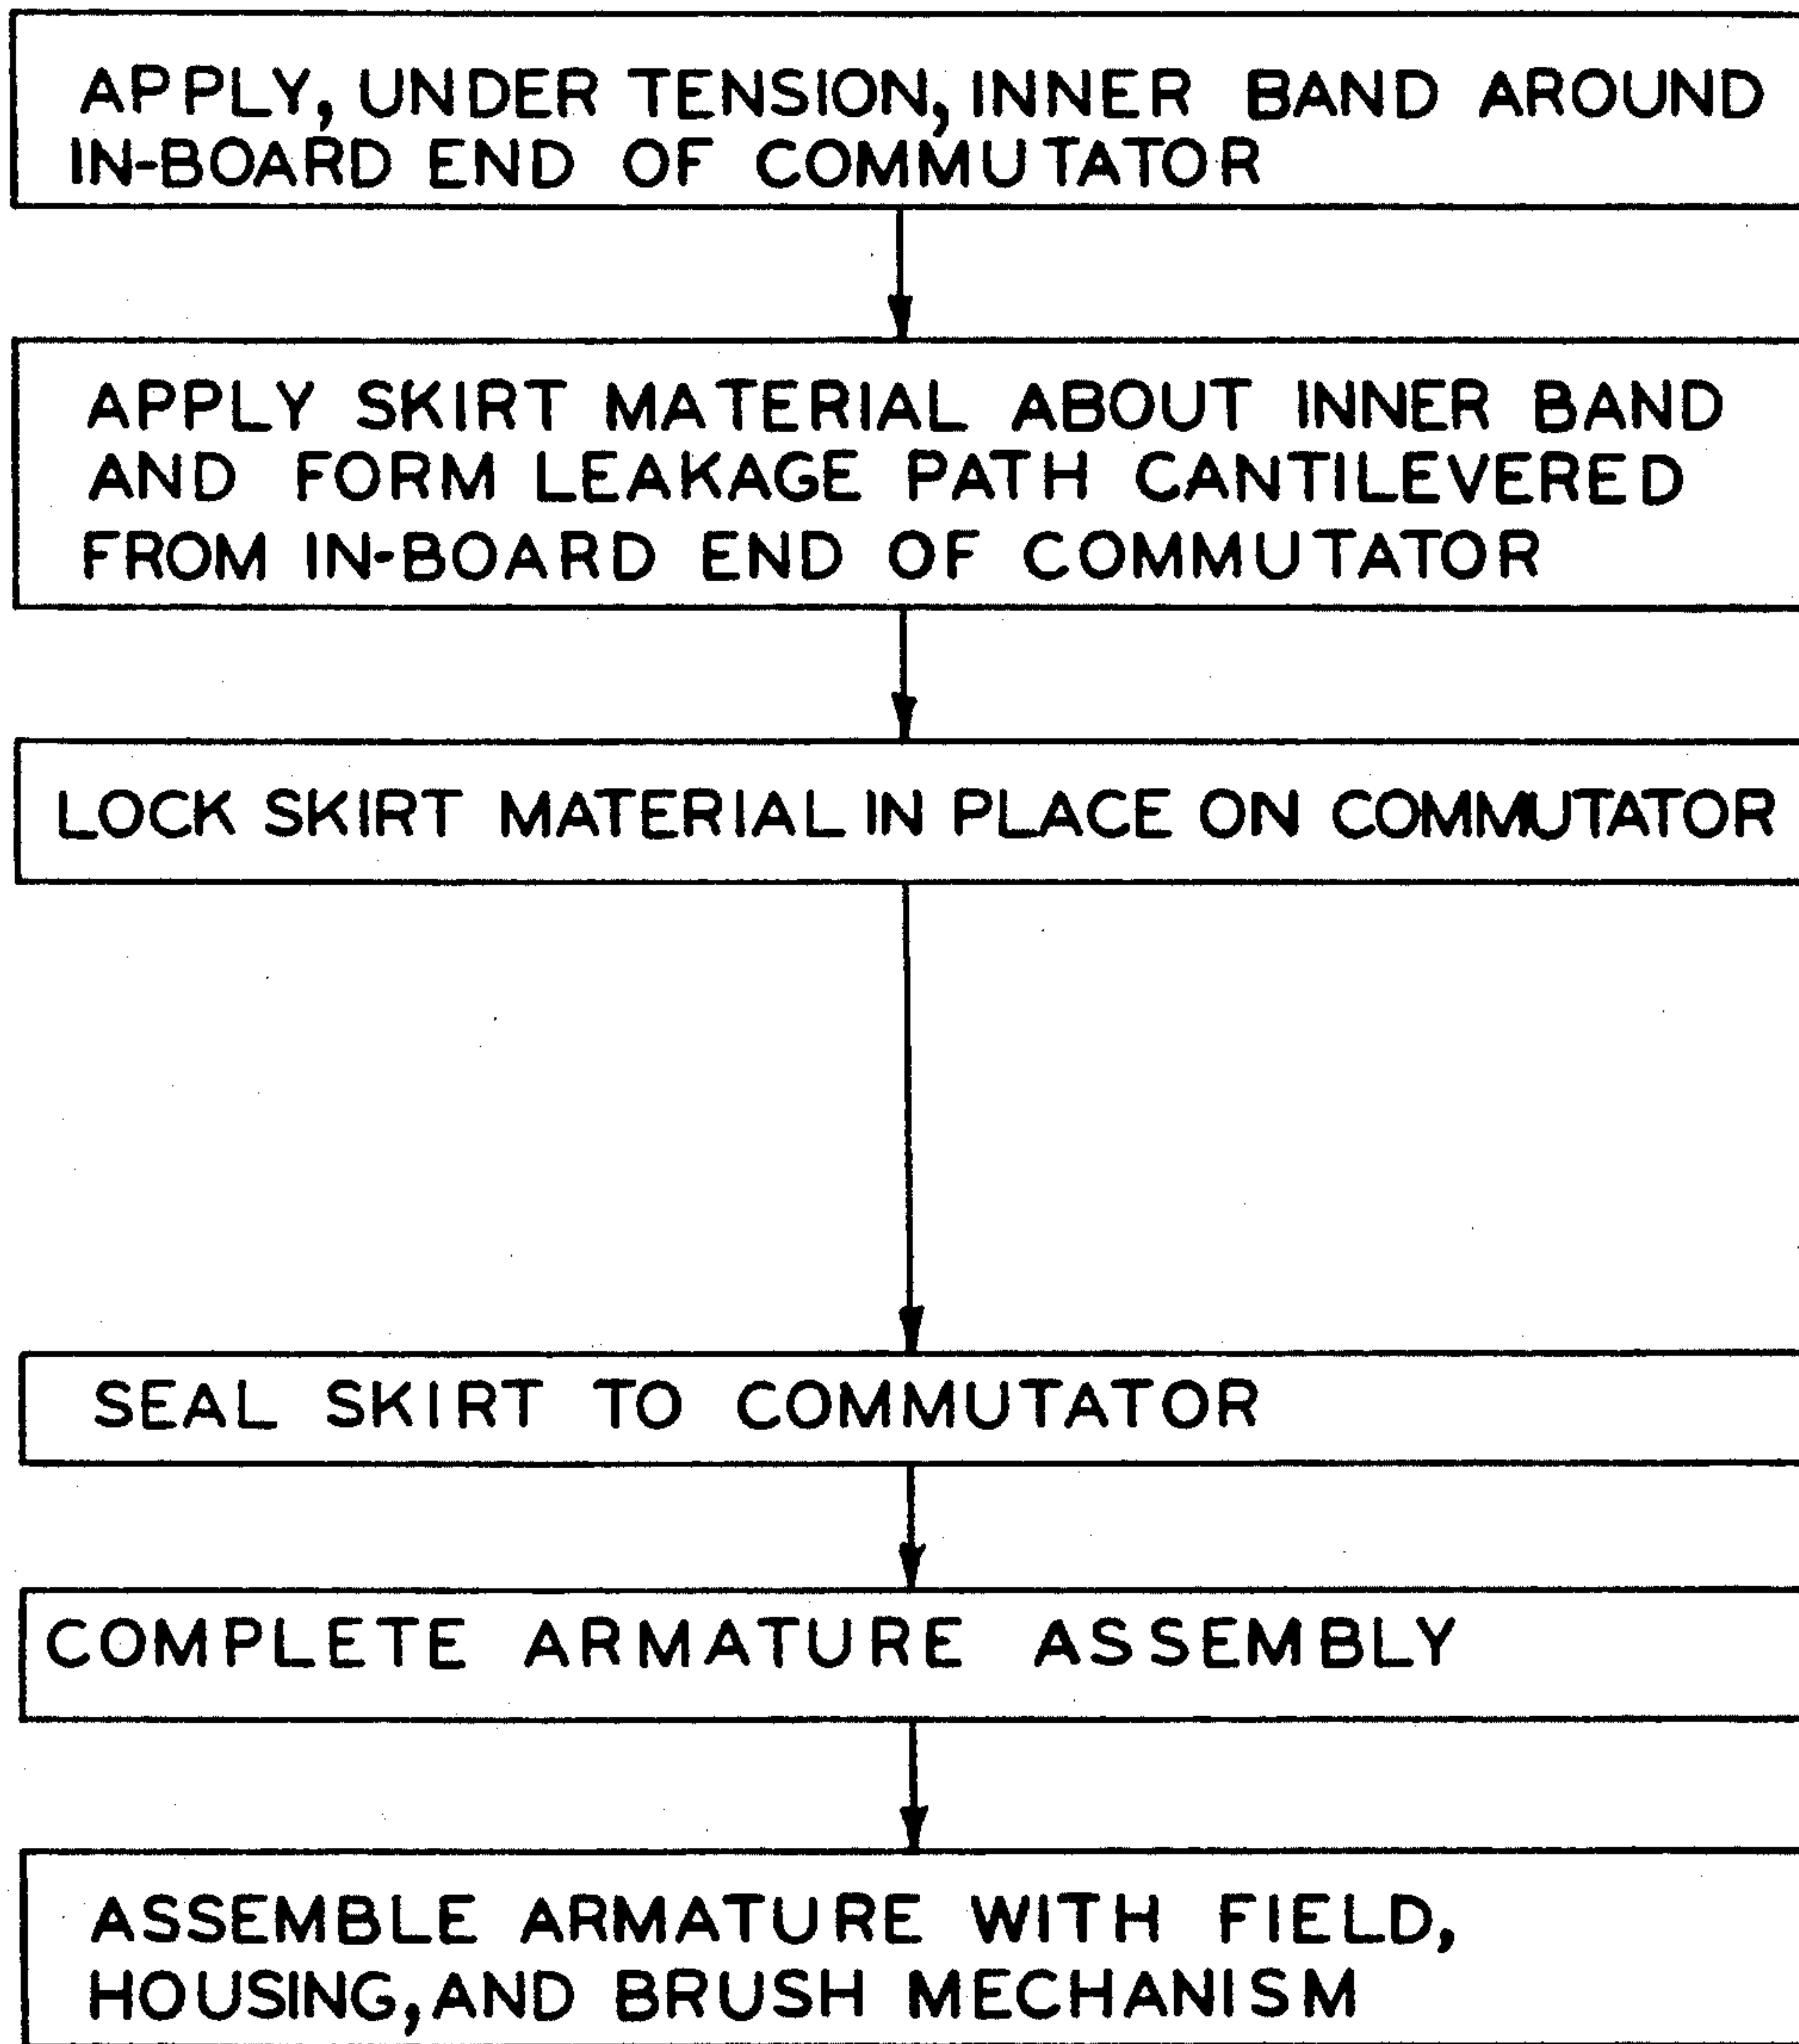 APPLY, UNDER TENSION, INNER BAND AROUND
IN-BOARD END OF COMMUTATOR
APPLY SKIRT MATERIAL ABOUT INNER BAND
AND FORM LEAKAGE PATH CANTILEVERED
FROM IN-BOARD END OF COMMUTATOR
LOCK SKIRT MATERIAL IN PLACE ON COMMUTATOR
SEAL SKIRT TO COMMUTATOR
COMPLETE ARMATURE ASSEMBLY
ASSEMBLE ARMATURE WITH FIELD,
HOUSING, AND BRUSH MECHANISM